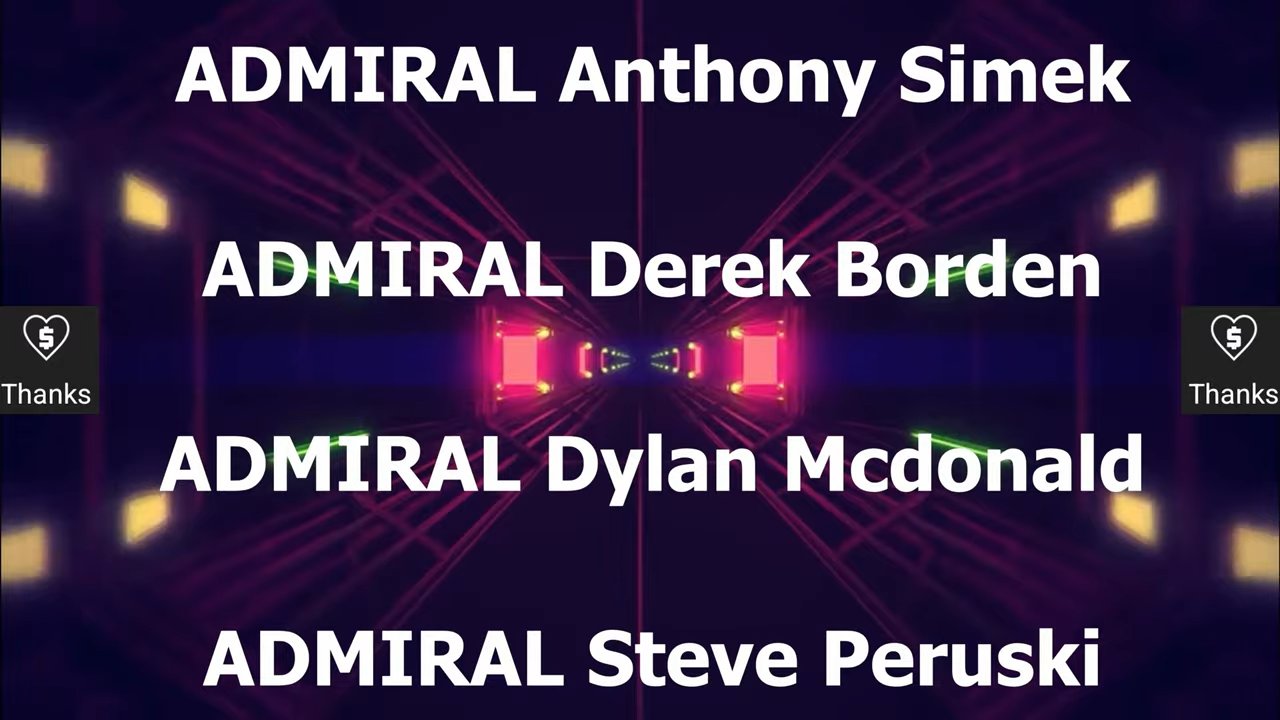 ADMIRAL Anthony Simek
ADMIRAL Derek Borden
$ $
Thanks Thanks
ADMIRAL Dylan Mcdonald
ADMIRAL Steve Peruski